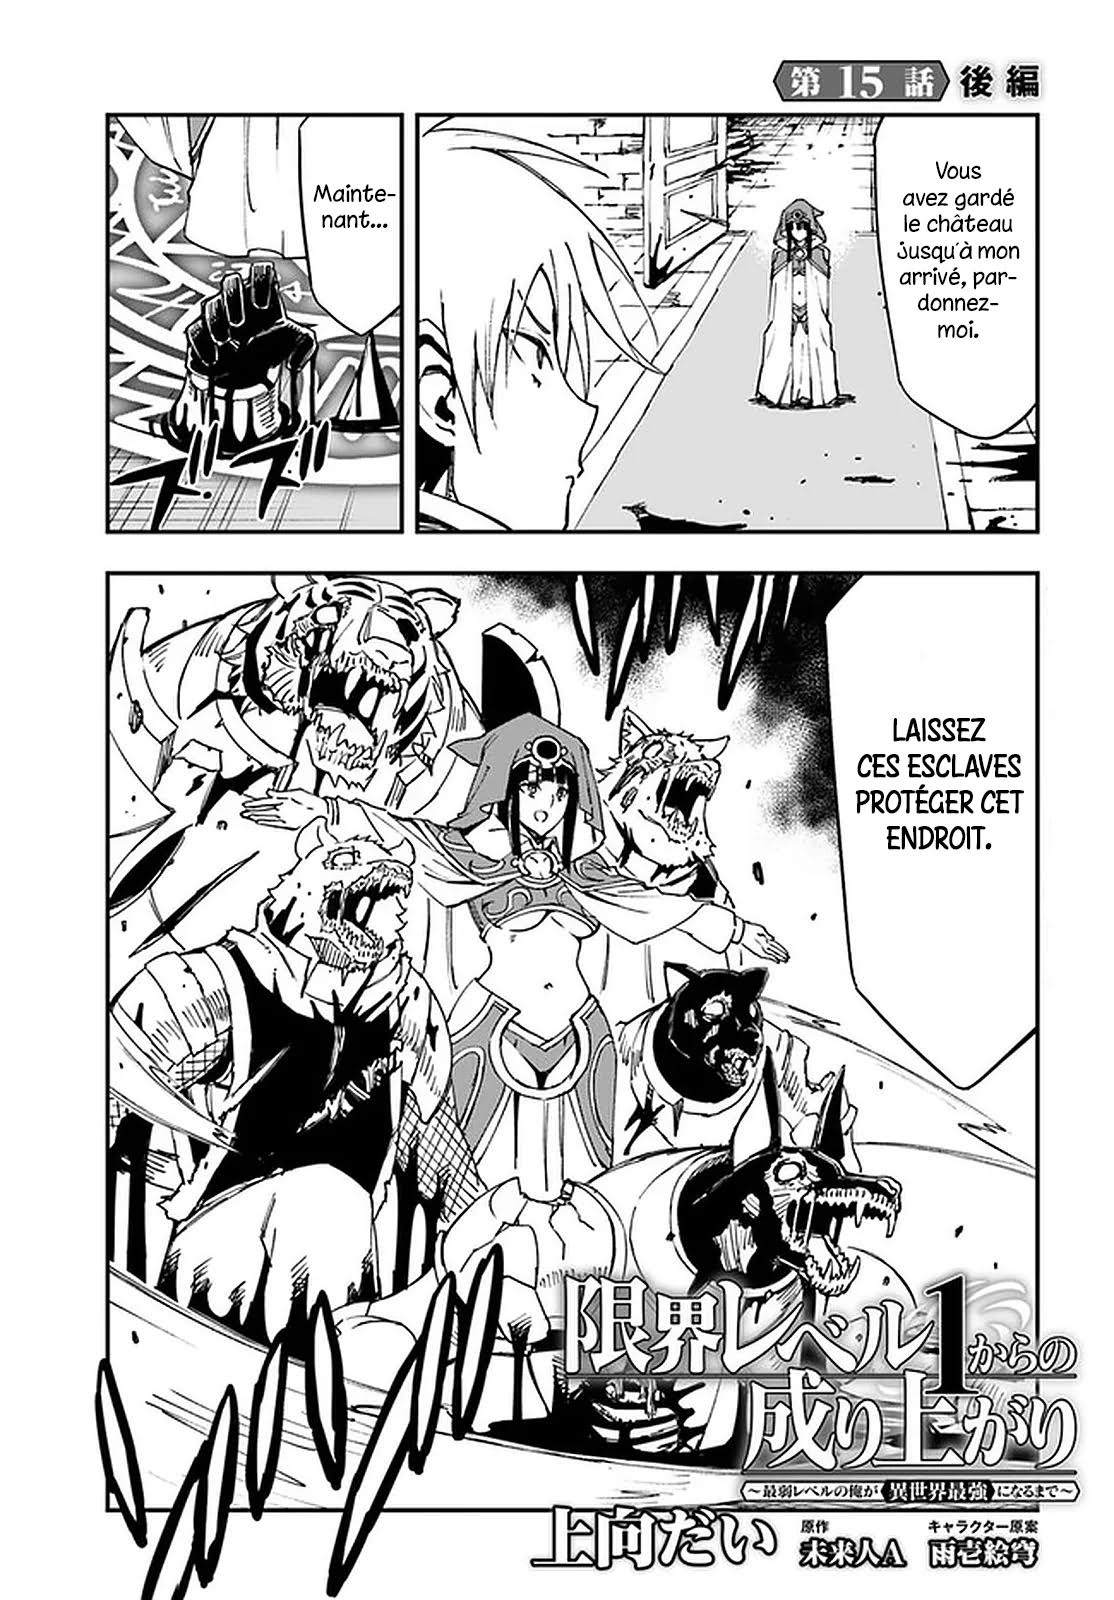 第15話 後編
Vous
avez gardé
le château
jusqu'à mon
arrivé, par-
donnez-
moi.
Mainte-
nant...
ズ・ズ
LAISSEZ
CES ESCLAVES
PROTÉGER CET
ENDROIT.
限界レベル1からの
成り上がり
～最弱レベルの俺が異世界最強になるまで～
上向だい
原作
未来人A
キャラクター原案
雨壱絵穹